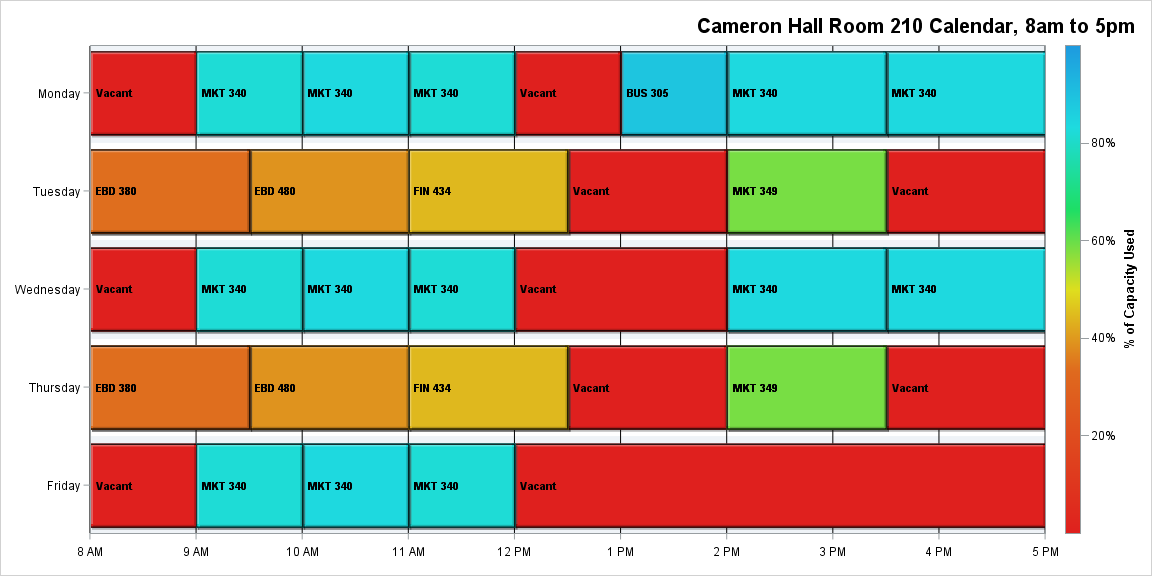 Cameron Hall Room 210 Calendar, 8am to 5pm
Monday
Vacant
MKT 340
MKT 340
MKT 340
Vacant
BUS 305
MKT 340
MKT 340
Tuesday
EBD 380
EBD 480
FIN 434
Vacant
MKT 349
Vacant
Wednesday
Vacant
MKT 340
MKT 340
MKT 340
Vacant
MKT 340
MKT 340
Thursday
EBD 380
EBD 480
FIN 434
Vacant
MKT 349
Vacant
Friday
Vacant
MKT 340
MKT 340
MKT 340
Vacant
8 AM
9 AM
10 AM
11 AM
12 PM
1 PM
2 PM
3 PM
4 PM
5 PM
80%
60%
40%
20%
% of Capacity Used